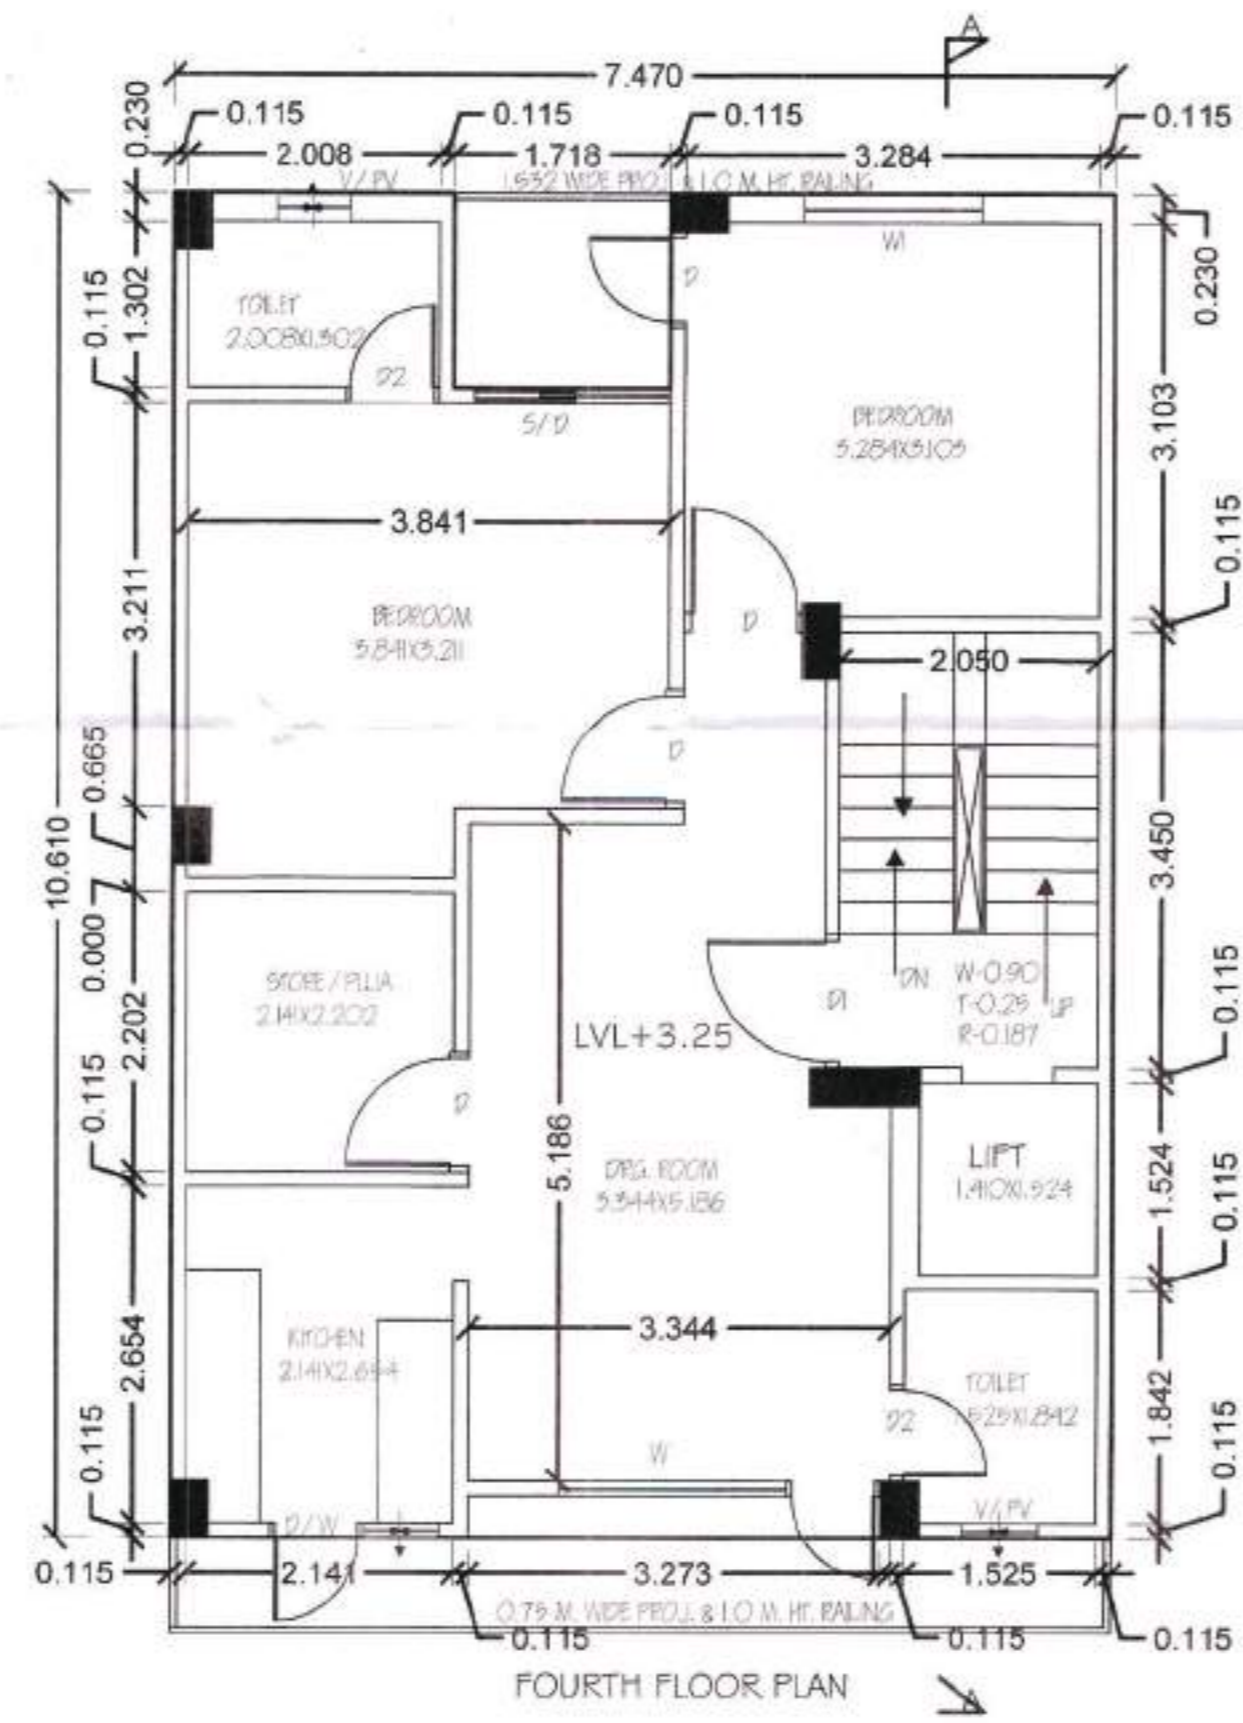 A
7.470
0.230
0.115
0.115
0.115
0.115
2.008
1.718
3.284
V/PV
1.532 WIDE PROJ. & 1.0 M. HT. RAILING
W1
D
0.230
0.115
1.302
TOILET
2.008X1.302
D2
S/D
BEDROOM
3.284X3.103
3.103
3.841
0.115
3.211
BEDROOM
3.841X3.211
D
2.050
D
0.665
10.610
3.450
0.000
STORE / PUJA
2.141X2.202
DN
W-0.90
T-0.25
R-0.187
UP
D1
LVL+3.25
0.115
2.202
0.115
D
5.186
DRG. ROOM
3.344X5.186
LIFT
1.410X1.524
1.524
0.115
2.654
KITCHEN
2.141X2.654
3.344
TOILET
1.525X1.842
1.842
D2
W
0.115
0.115
D/W
V/PV
0.115
2.141
3.273
1.525
0.75 M. WIDE PROJ. & 1.0 M. HT. RAILING
0.115
0.115
0.115
FOURTH FLOOR PLAN
A